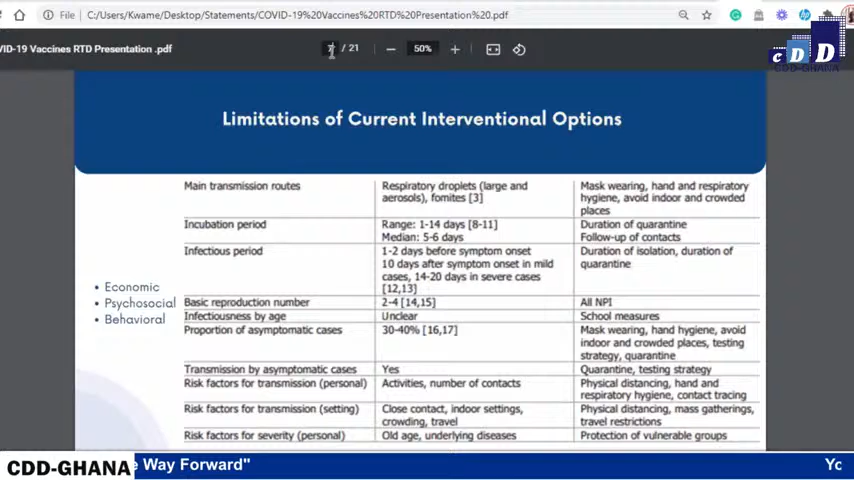 File | C:/Users/Kwame/Desktop/Statements/COVID-19%20Vaccines%20RTD%20Presentation%20.pdf
VID-19 Vaccines RTD Presentation .pdf
7 / 21
50%
cDD
CDD-GHANA
Limitations of Current Interventional Options
Main transmission routes Respiratory droplets (large and Mask wearing, hand and respiratory
aerosols), fomites [3] hygiene, avoid indoor and crowded
places
Incubation period Range: 1-14 days [8-11] Duration of quarantine
Median: 5-6 days Follow-up of contacts
Infectious period 1-2 days before symptom onset Duration of isolation, duration of
10 days after symptom onset in mild quarantine
cases, 14-20 days in severe cases
[12,13]
• Economic
• Psychosocial
• Behavioral
Basic reproduction number 2-4 [14,15] All NPI
Infectiousness by age Unclear School measures
Proportion of asymptomatic cases 30-40% [16,17] Mask wearing, hand hygiene, avoid
indoor and crowded places, testing
strategy, quarantine
Transmission by asymptomatic cases Yes Quarantine, testing strategy
Risk factors for transmission (personal) Activities, number of contacts Physical distancing, hand and
respiratory hygiene, contact tracing
Risk factors for transmission (setting) Close contact, indoor settings, Physical distancing, mass gatherings,
crowding, travel travel restrictions
Risk factors for severity (personal) Old age, underlying diseases Protection of vulnerable groups
CDD-GHANA
Way Forward"
Yc